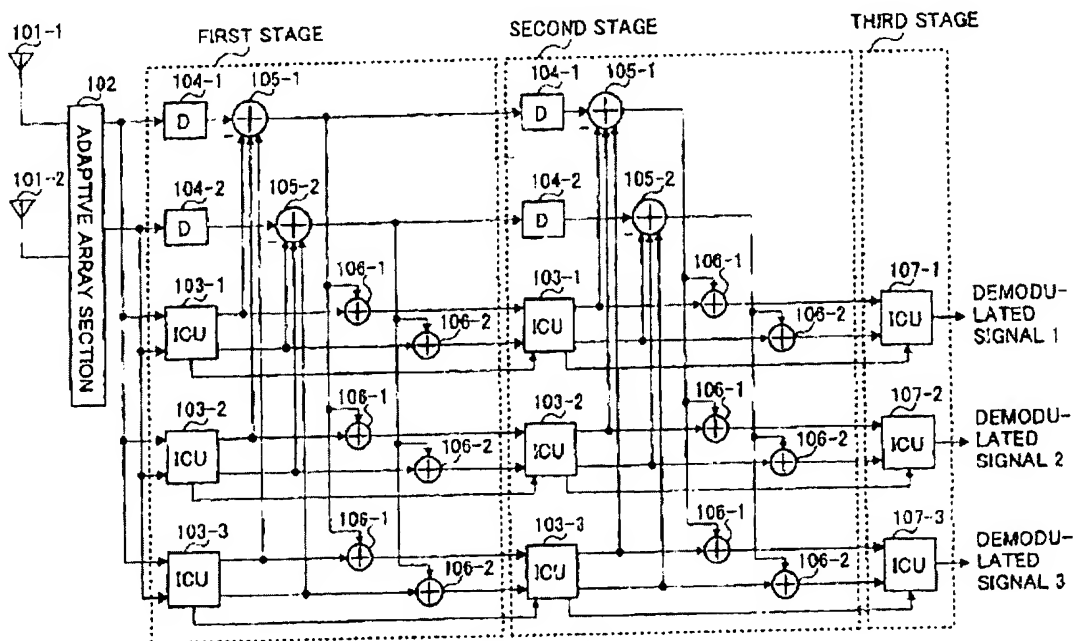 FIRST STAGE
SECOND STAGE
THIRD STAGE
101-1
102
104-1
105-1
104-1
105-1
D
D
ADAPTIVE ARRAY SECTION
101-2
104-2
105-2
104-2
105-2
D
D
103-1
106-1
103-1
106-1
107-1
ICU
106-2
ICU
106-2
ICU
DEMODU-
LATED
SIGNAL 1
103-2
106-1
103-2
106-1
107-2
ICU
106-2
ICU
106-2
ICU
DEMODU-
LATED
SIGNAL 2
103-3
106-1
103-3
106-1
107-3
ICU
106-2
ICU
106-2
ICU
DEMODU-
LATED
SIGNAL 3